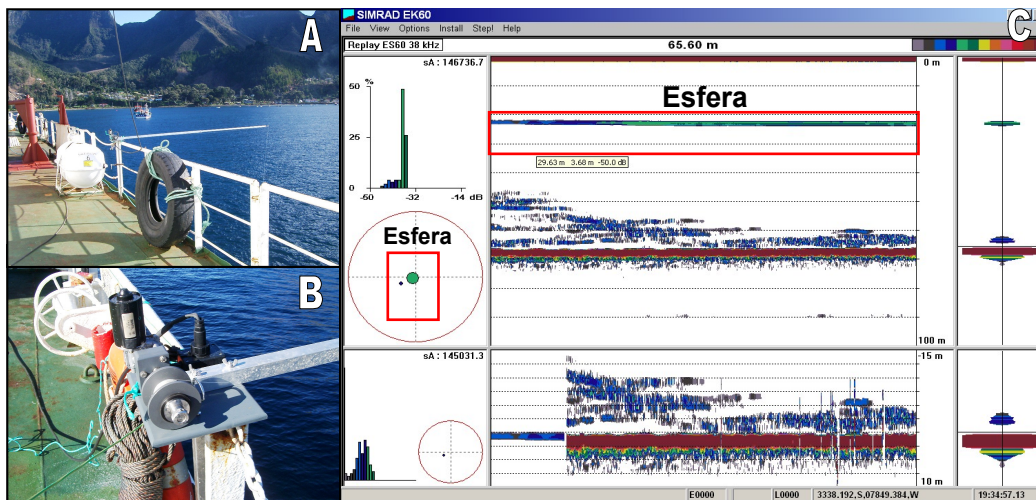 A
B
C
SIMRAD EK60
File View Options Install Step! Help
Replay ES60 38 kHz
65.60 m
sA : 146736.7
%
50
25
0
-50 -32 -14 dB
Esfera
Esfera
29.63 m 3.68 m -50.0 dB
0 m
100 m
sA : 145031.3
-15 m
10 m
E0000 L0000 3338.192,S,07849.384,W 19:34:57.13